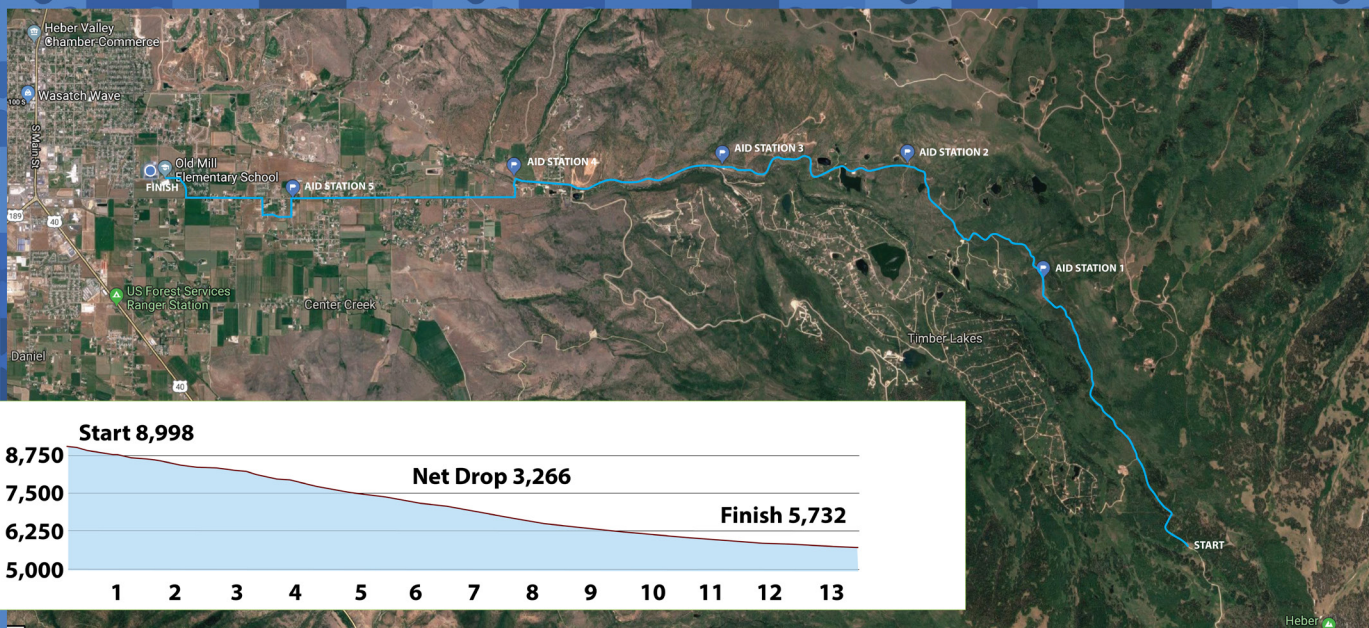 Heber Valley
Chamber-Commerce
Wasatch Wave
100 S
S Main St
Old Mill
Elementary School
FINISH
AID STATION 5
AID STATION 4
AID STATION 3
AID STATION 2
AID STATION 1
189
40
US Forest Services
Ranger Station
Center Creek
Daniel
40
Timber Lakes
START
Heber
Start 8,998
8,750
Net Drop 3,266
7,500
Finish 5,732
6,250
5,000
1 2 3 4 5 6 7 8 9 10 11 12 13